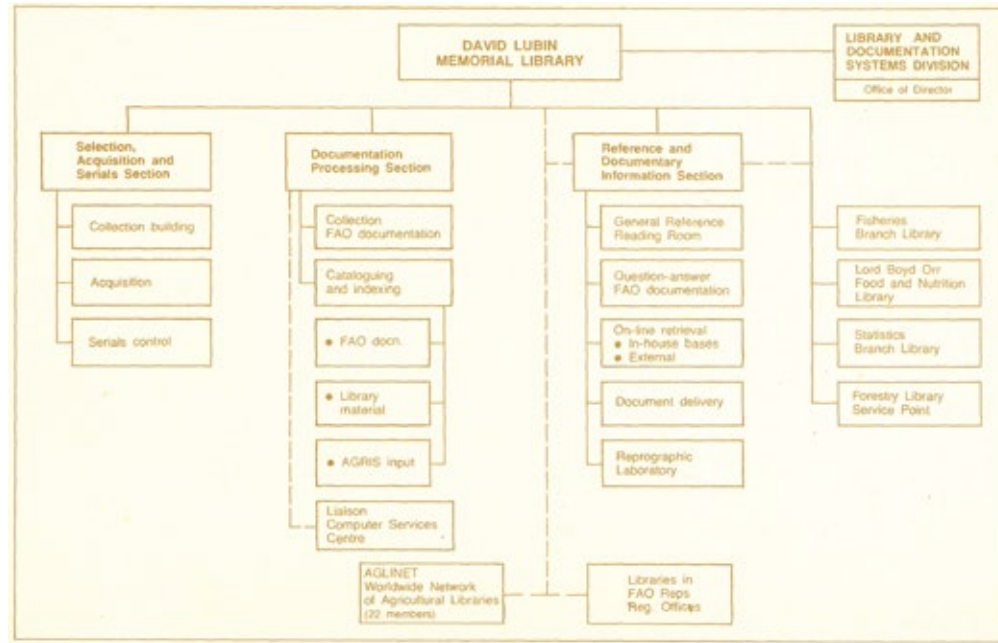 DAVID LUBIN
MEMORIAL LIBRARY
LIBRARY AND
DOCUMENTATION
SYSTEMS DIVISION
Office of Director
Selection,
Acquisition and
Serials Section
Collection building
Acquisition
Serials control
Documentation
Processing Section
Collection
FAO documentation
Cataloguing
and indexing
• FAO docn.
• Library
material
• AGRIS input
Liaison
Computer Services
Centre
Reference and
Documentary
Information Section
General Reference
Reading Room
Question-answer
FAO documentation
On-line retrieval
• In-house bases
• External
Document delivery
Reprographic
Laboratory
Fisheries
Branch Library
Lord Boyd Orr
Food and Nutrition
Library
Statistics
Branch Library
Forestry Library
Service Point
AGLINET
Worldwide Network
of Agricultural Libraries
(22 members)
Libraries in
FAO Reps
Reg. Offices